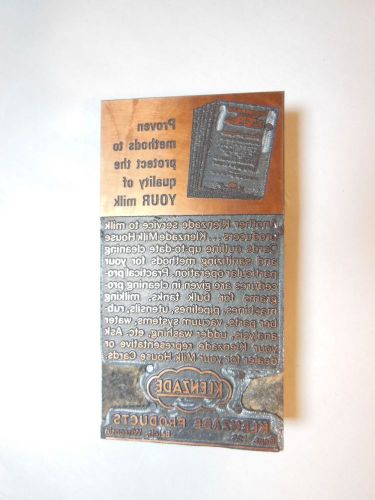 Proven
methods to
protect the
quality of
YOUR milk
Another Klenzade service to milk
producers . . . Klenzade Milk House
Cards outline up-to-date cleaning
and sanitizing methods for your
particular operation. Practical pro
cedures are given in cleaning pro
grams for bulk tanks, milking
machines, pipelines, utensils, rub
ber parts, vacuum systems, water
analysis, udder washing, etc. Ask
your Klenzade representative or
dealer for your Milk House Cards.
KLENZADE
KLENZADE PRODUCTS
Beloit, Wisconsin